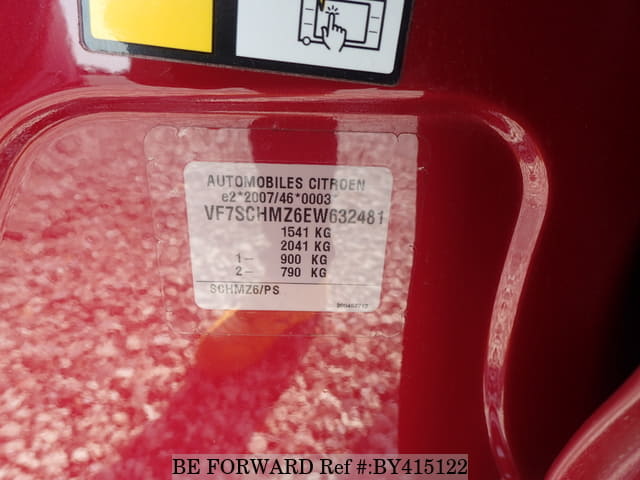 AUTOMOBILES CITROEN
e2*2007/46*0003
VF7SCHMZ6EW632481
1541 KG
2041 KG
1– 900 KG
2– 790 KG
SCHMZ6/PS
BE FORWARD Ref #:BY415122